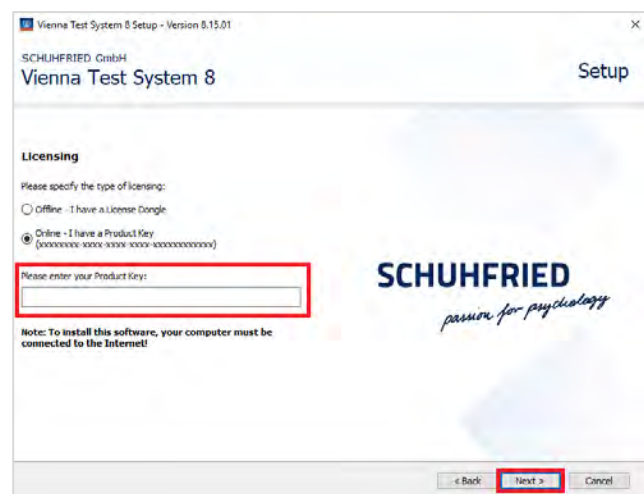 Vienna Test System 8 Setup - Version 8.15.01
SCHUHFRIED GmbH
Vienna Test System 8
Setup
Licensing
Please specify the type of licensing:
Offline - I have a License Dongle
Online - I have a Product Key
(xxxxxxxx-xxxx-xxxx-xxxx-xxxxxxxxxxxx)
Please enter your Product Key:
SCHUHFRIED
passion for psychology
Note: To install this software, your computer must be
connected to the Internet!
< Back
Next >
Cancel